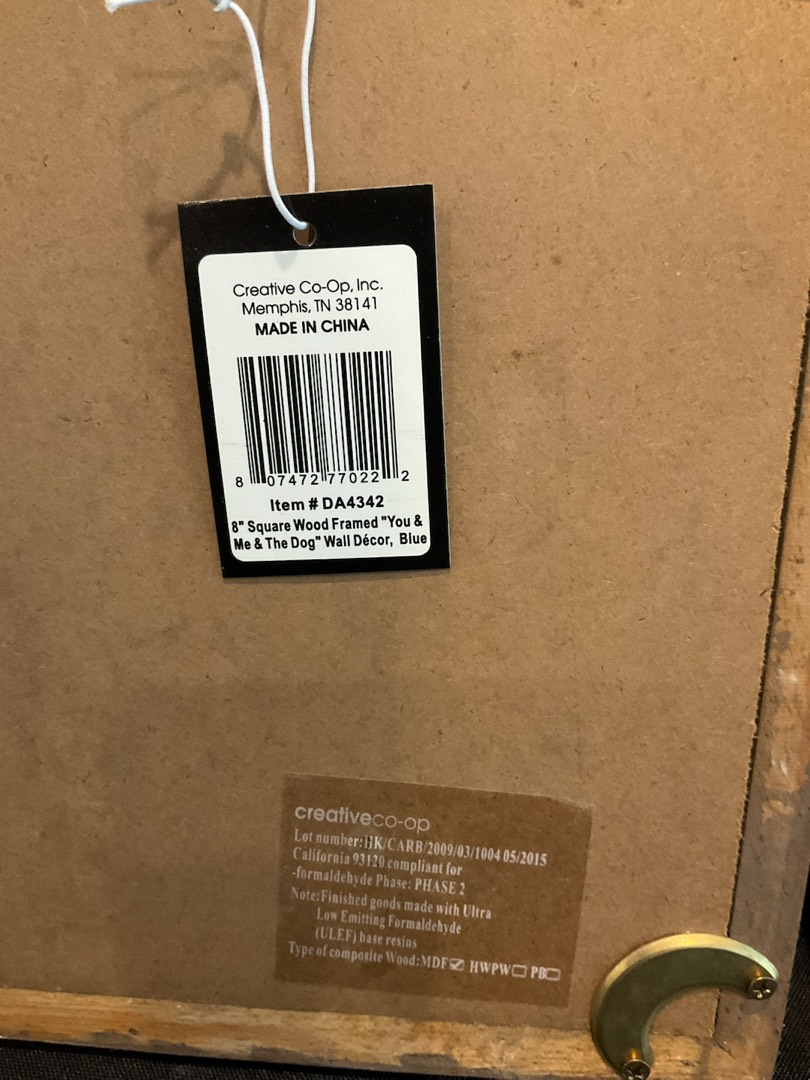 Creative Co-Op, Inc.
Memphis, TN 38141
MADE IN CHINA
8 07472 77022 2
Item # DA4342
8" Square Wood Framed "You &
Me & The Dog" Wall Décor, Blue
creativeco-op
Lot number:HK/CARB/2009/03/1004 05/2015
California 93120 compliant for
-formaldehyde Phase: PHASE 2
Note:Finished goods made with Ultra
Low Emitting Formaldehyde
(ULEF) base resins
Type of composite Wood:MDF☑ HWPW☐ PB☐